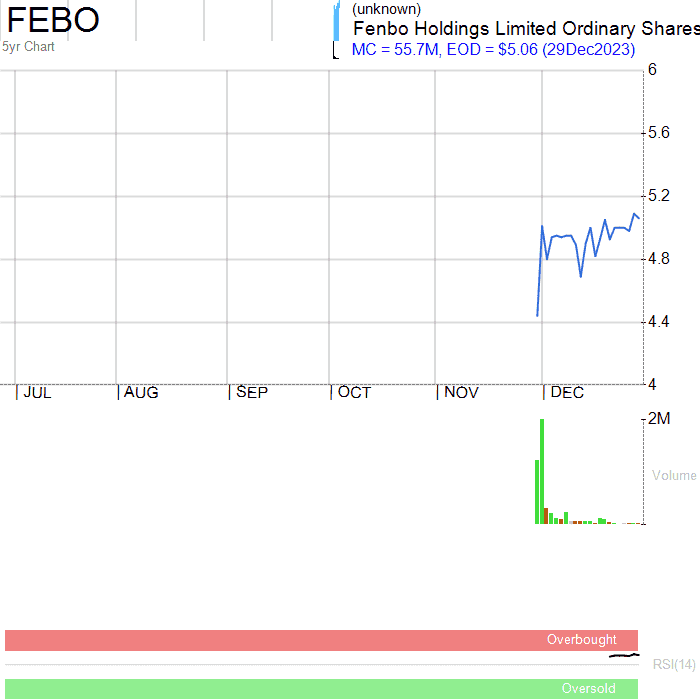 FEBO
(unknown)
Fenbo Holdings Limited Ordinary Shares
5yr Chart
MC = 55.7M, EOD = $5.06 (29Dec2023)
6
5.6
5.2
4.8
4.4
4
JUL AUG SEP OCT NOV DEC
2M
Volume
Overbought
RSI(14)
Oversold